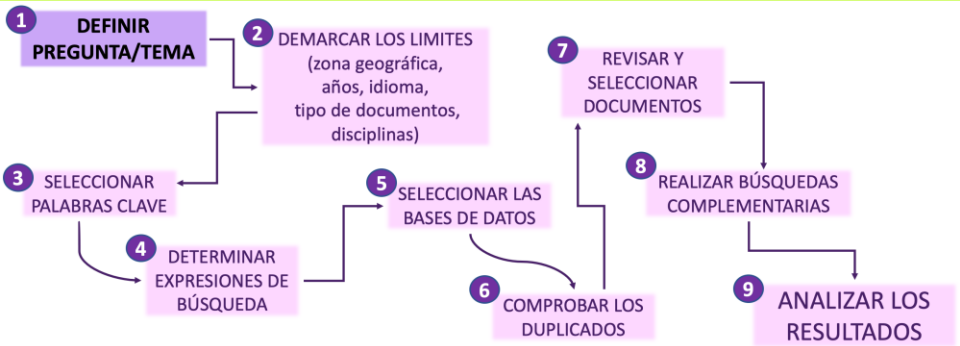 1
DEFINIR
PREGUNTA/TEMA
2
DEMARCAR LOS LIMITES
(zona geográfica,
años, idioma,
tipo de documentos,
disciplinas)
3
SELECCIONAR
PALABRAS CLAVE
4
DETERMINAR
EXPRESIONES DE
BÚSQUEDA
5
SELECCIONAR LAS
BASES DE DATOS
6
COMPROBAR LOS
DUPLICADOS
7
REVISAR Y
SELECCIONAR
DOCUMENTOS
8
REALIZAR BÚSQUEDAS
COMPLEMENTARIAS
9
ANALIZAR LOS
RESULTADOS